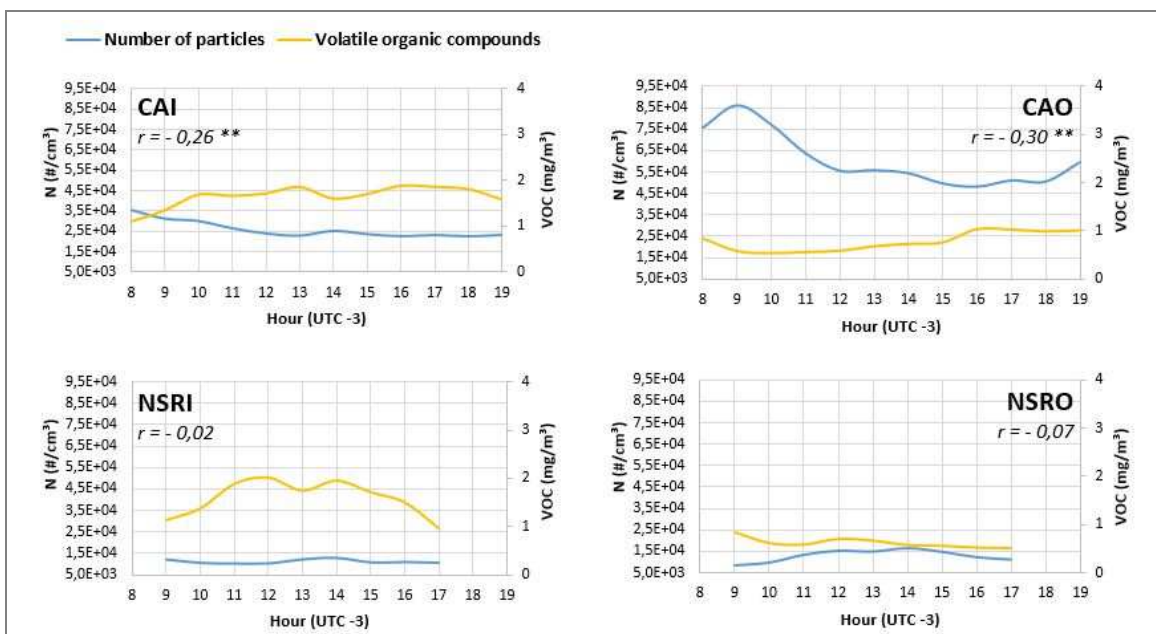 Number of particles Volatile organic compounds
CAI
r = - 0,26 **
N (#/cm³)
9,5E+04
8,5E+04
7,5E+04
6,5E+04
5,5E+04
4,5E+04
3,5E+04
2,5E+04
1,5E+04
5,0E+03
4
3
2
1
0
VOC (mg/m³)
8 9 10 11 12 13 14 15 16 17 18 19
Hour (UTC -3)
CAO
r = - 0,30 **
N (#/cm³)
9,5E+04
8,5E+04
7,5E+04
6,5E+04
5,5E+04
4,5E+04
3,5E+04
2,5E+04
1,5E+04
5,0E+03
4
3
2
1
0
VOC (mg/m³)
8 9 10 11 12 13 14 15 16 17 18 19
Hour (UTC -3)
NSRI
r = - 0,02
N (#/cm³)
9,5E+04
8,5E+04
7,5E+04
6,5E+04
5,5E+04
4,5E+04
3,5E+04
2,5E+04
1,5E+04
5,0E+03
4
3
2
1
0
VOC (mg/m³)
8 9 10 11 12 13 14 15 16 17 18 19
Hour (UTC -3)
NSRO
r = - 0,07
N (#/cm³)
9,5E+04
8,5E+04
7,5E+04
6,5E+04
5,5E+04
4,5E+04
3,5E+04
2,5E+04
1,5E+04
5,0E+03
4
3
2
1
0
VOC (mg/m³)
8 9 10 11 12 13 14 15 16 17 18 19
Hour (UTC -3)